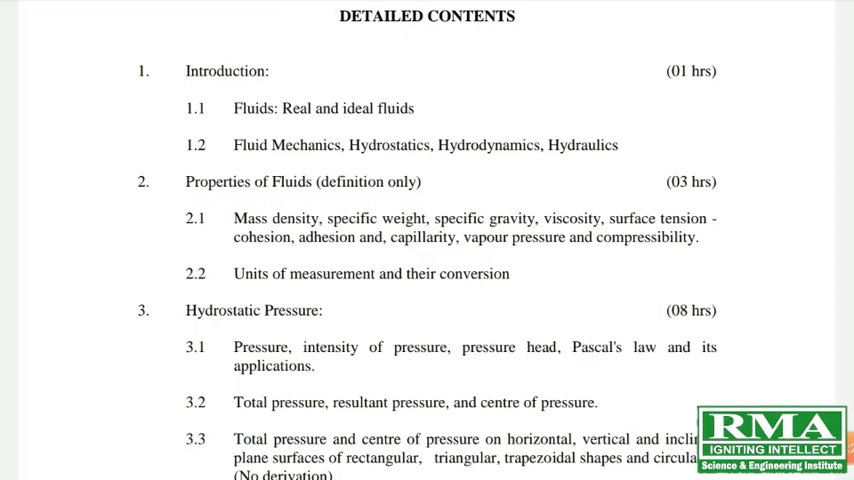 DETAILED CONTENTS
1. Introduction: (01 hrs)
1.1 Fluids: Real and ideal fluids
1.2 Fluid Mechanics, Hydrostatics, Hydrodynamics, Hydraulics
2. Properties of Fluids (definition only) (03 hrs)
2.1 Mass density, specific weight, specific gravity, viscosity, surface tension -
cohesion, adhesion and, capillarity, vapour pressure and compressibility.
2.2 Units of measurement and their conversion
3. Hydrostatic Pressure: (08 hrs)
3.1 Pressure, intensity of pressure, pressure head, Pascal's law and its
applications.
3.2 Total pressure, resultant pressure, and centre of pressure.
3.3 Total pressure and centre of pressure on horizontal, vertical and
plane surfaces of rectangular, triangular, trapezoidal shapes and
(No derivation)
RMA
IGNITING INTELLECT
Science & Engineering Institute